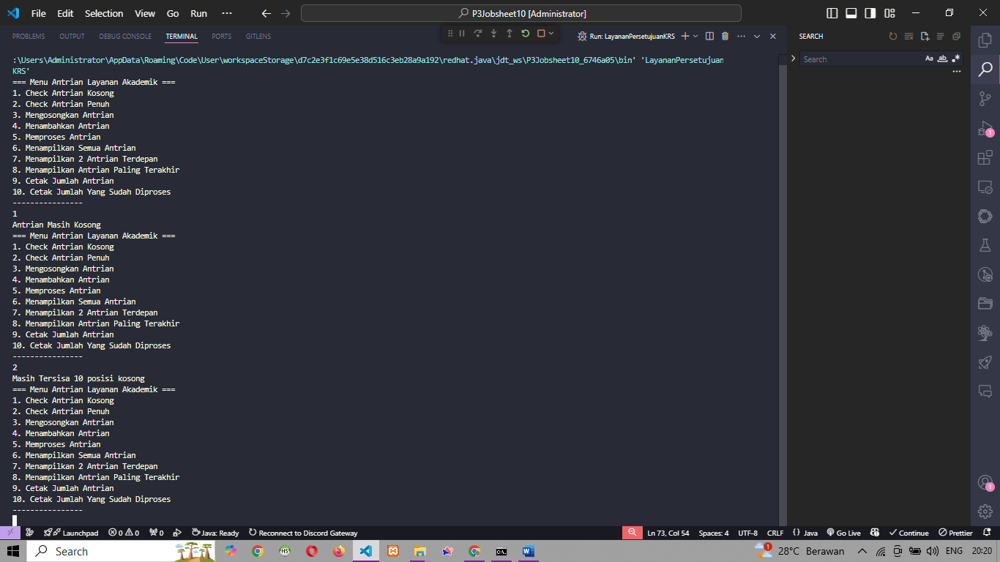 File Edit Selection View Go Run ··· P3Jobsheet10 [Administrator]
PROBLEMS OUTPUT DEBUG CONSOLE TERMINAL PORTS GITLENS Run: LayananPersetujuanKRS
SEARCH
Search
Aa ab
:\Users\Administrator\AppData\Roaming\Code\User\workspaceStorage\d7c2e3f1c69e5e38d516c3eb28a9a192\redhat.java\jdt_ws\P3Jobsheet10_6746a05\bin' 'LayananPersetujuan
KRS'
=== Menu Antrian Layanan Akademik ===
1. Check Antrian Kosong
2. Check Antrian Penuh
3. Mengosongkan Antrian
4. Menambahkan Antrian
5. Memproses Antrian
6. Menampilkan Semua Antrian
7. Menampilkan 2 Antrian Terdepan
8. Menampilkan Antrian Paling Terakhir
9. Cetak Jumlah Antrian
10. Cetak Jumlah Yang Sudah Diproses
----------------
1
Antrian Masih Kosong
=== Menu Antrian Layanan Akademik ===
1. Check Antrian Kosong
2. Check Antrian Penuh
3. Mengosongkan Antrian
4. Menambahkan Antrian
5. Memproses Antrian
6. Menampilkan Semua Antrian
7. Menampilkan 2 Antrian Terdepan
8. Menampilkan Antrian Paling Terakhir
9. Cetak Jumlah Antrian
10. Cetak Jumlah Yang Sudah Diproses
----------------
2
Masih Tersisa 10 posisi kosong
=== Menu Antrian Layanan Akademik ===
1. Check Antrian Kosong
2. Check Antrian Penuh
3. Mengosongkan Antrian
4. Menambahkan Antrian
5. Memproses Antrian
6. Menampilkan Semua Antrian
7. Menampilkan 2 Antrian Terdepan
8. Menampilkan Antrian Paling Terakhir
9. Cetak Jumlah Antrian
10. Cetak Jumlah Yang Sudah Diproses
----------------
1
1
Launchpad 0 0 0 Java: Ready Reconnect to Discord Gateway Ln 73, Col 54 Spaces: 4 UTF-8 CRLF {} Java Go Live Continue Prettier
Search HS W 1 28°C Berawan ENG 20:20